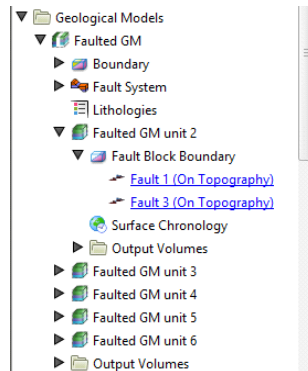 Geological Models
Faulted GM
Boundary
Fault System
Lithologies
Faulted GM unit 2
Fault Block Boundary
Fault 1 (On Topography)
Fault 3 (On Topography)
Surface Chronology
Output Volumes
Faulted GM unit 3
Faulted GM unit 4
Faulted GM unit 5
Faulted GM unit 6
Output Volumes